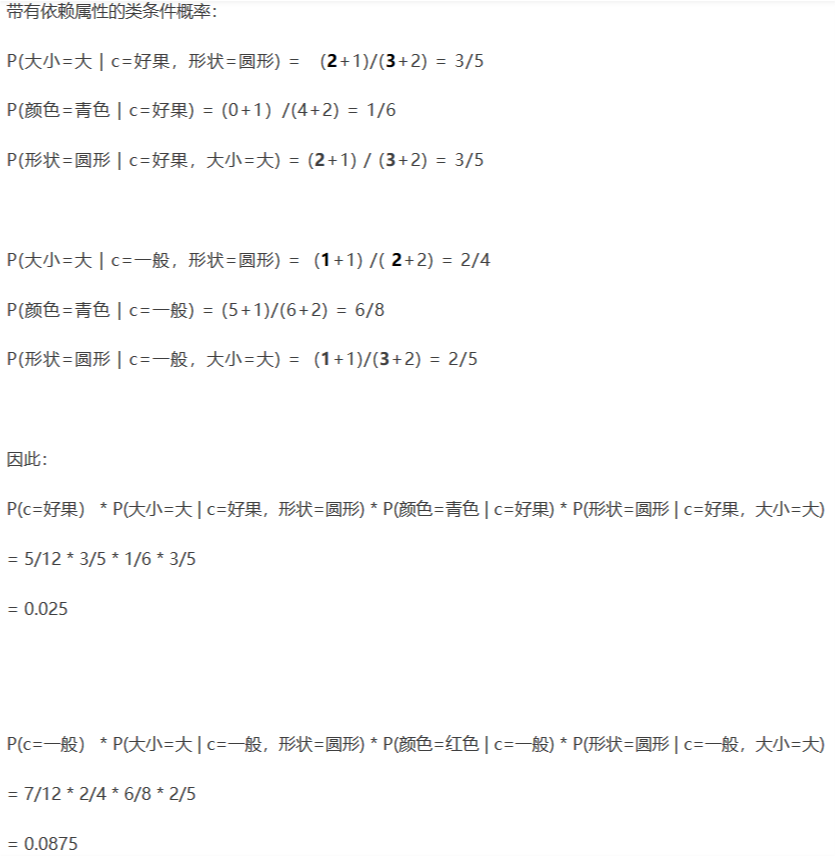 带有依赖属性的类条件概率：
P(大小=大 | c=好果，形状=圆形) = （2+1)/(3+2) = 3/5
P(颜色=青色 | c=好果) = (0+1）/(4+2) = 1/6
P(形状=圆形 | c=好果，大小=大) = (2+1) / (3+2) = 3/5
P(大小=大 | c=一般，形状=圆形) = （1+1) /( 2+2) = 2/4
P(颜色=青色 | c=一般) = (5+1)/(6+2) = 6/8
P(形状=圆形 | c=一般，大小=大) = （1+1)/(3+2) = 2/5
因此：
P(c=好果） * P(大小=大 | c=好果，形状=圆形) * P(颜色=青色 | c=好果) * P(形状=圆形 | c=好果，大小=大)
= 5/12 * 3/5 * 1/6 * 3/5
= 0.025
P(c=一般） * P(大小=大 | c=一般，形状=圆形) * P(颜色=红色 | c=一般) * P(形状=圆形 | c=一般，大小=大)
= 7/12 * 2/4 * 6/8 * 2/5
= 0.0875